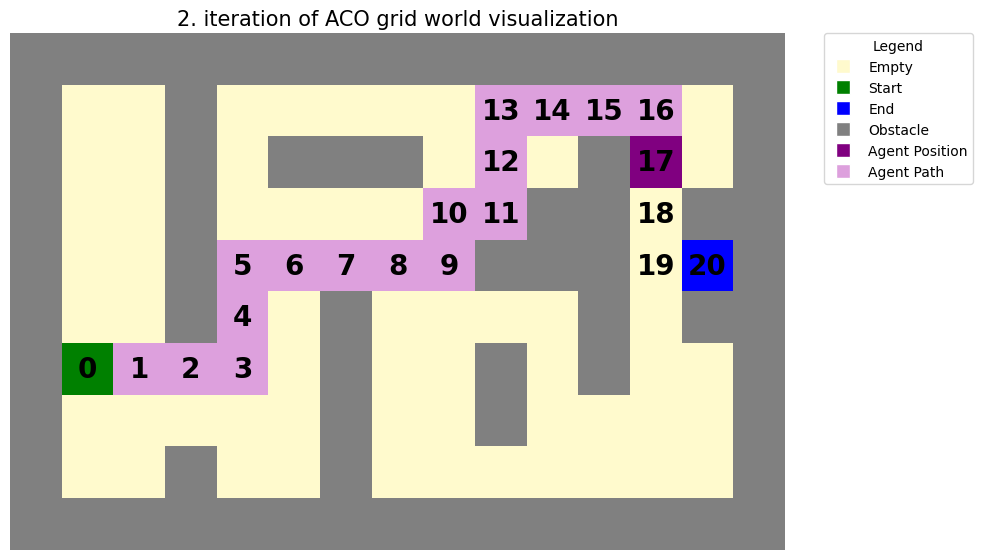 2. iteration of ACO grid world visualization
Legend
Empty
Start
End
Obstacle
Agent Position
Agent Path
13 14 15 16
12 17
10 11 18
5 6 7 8 9 19 20
4
0 1 2 3